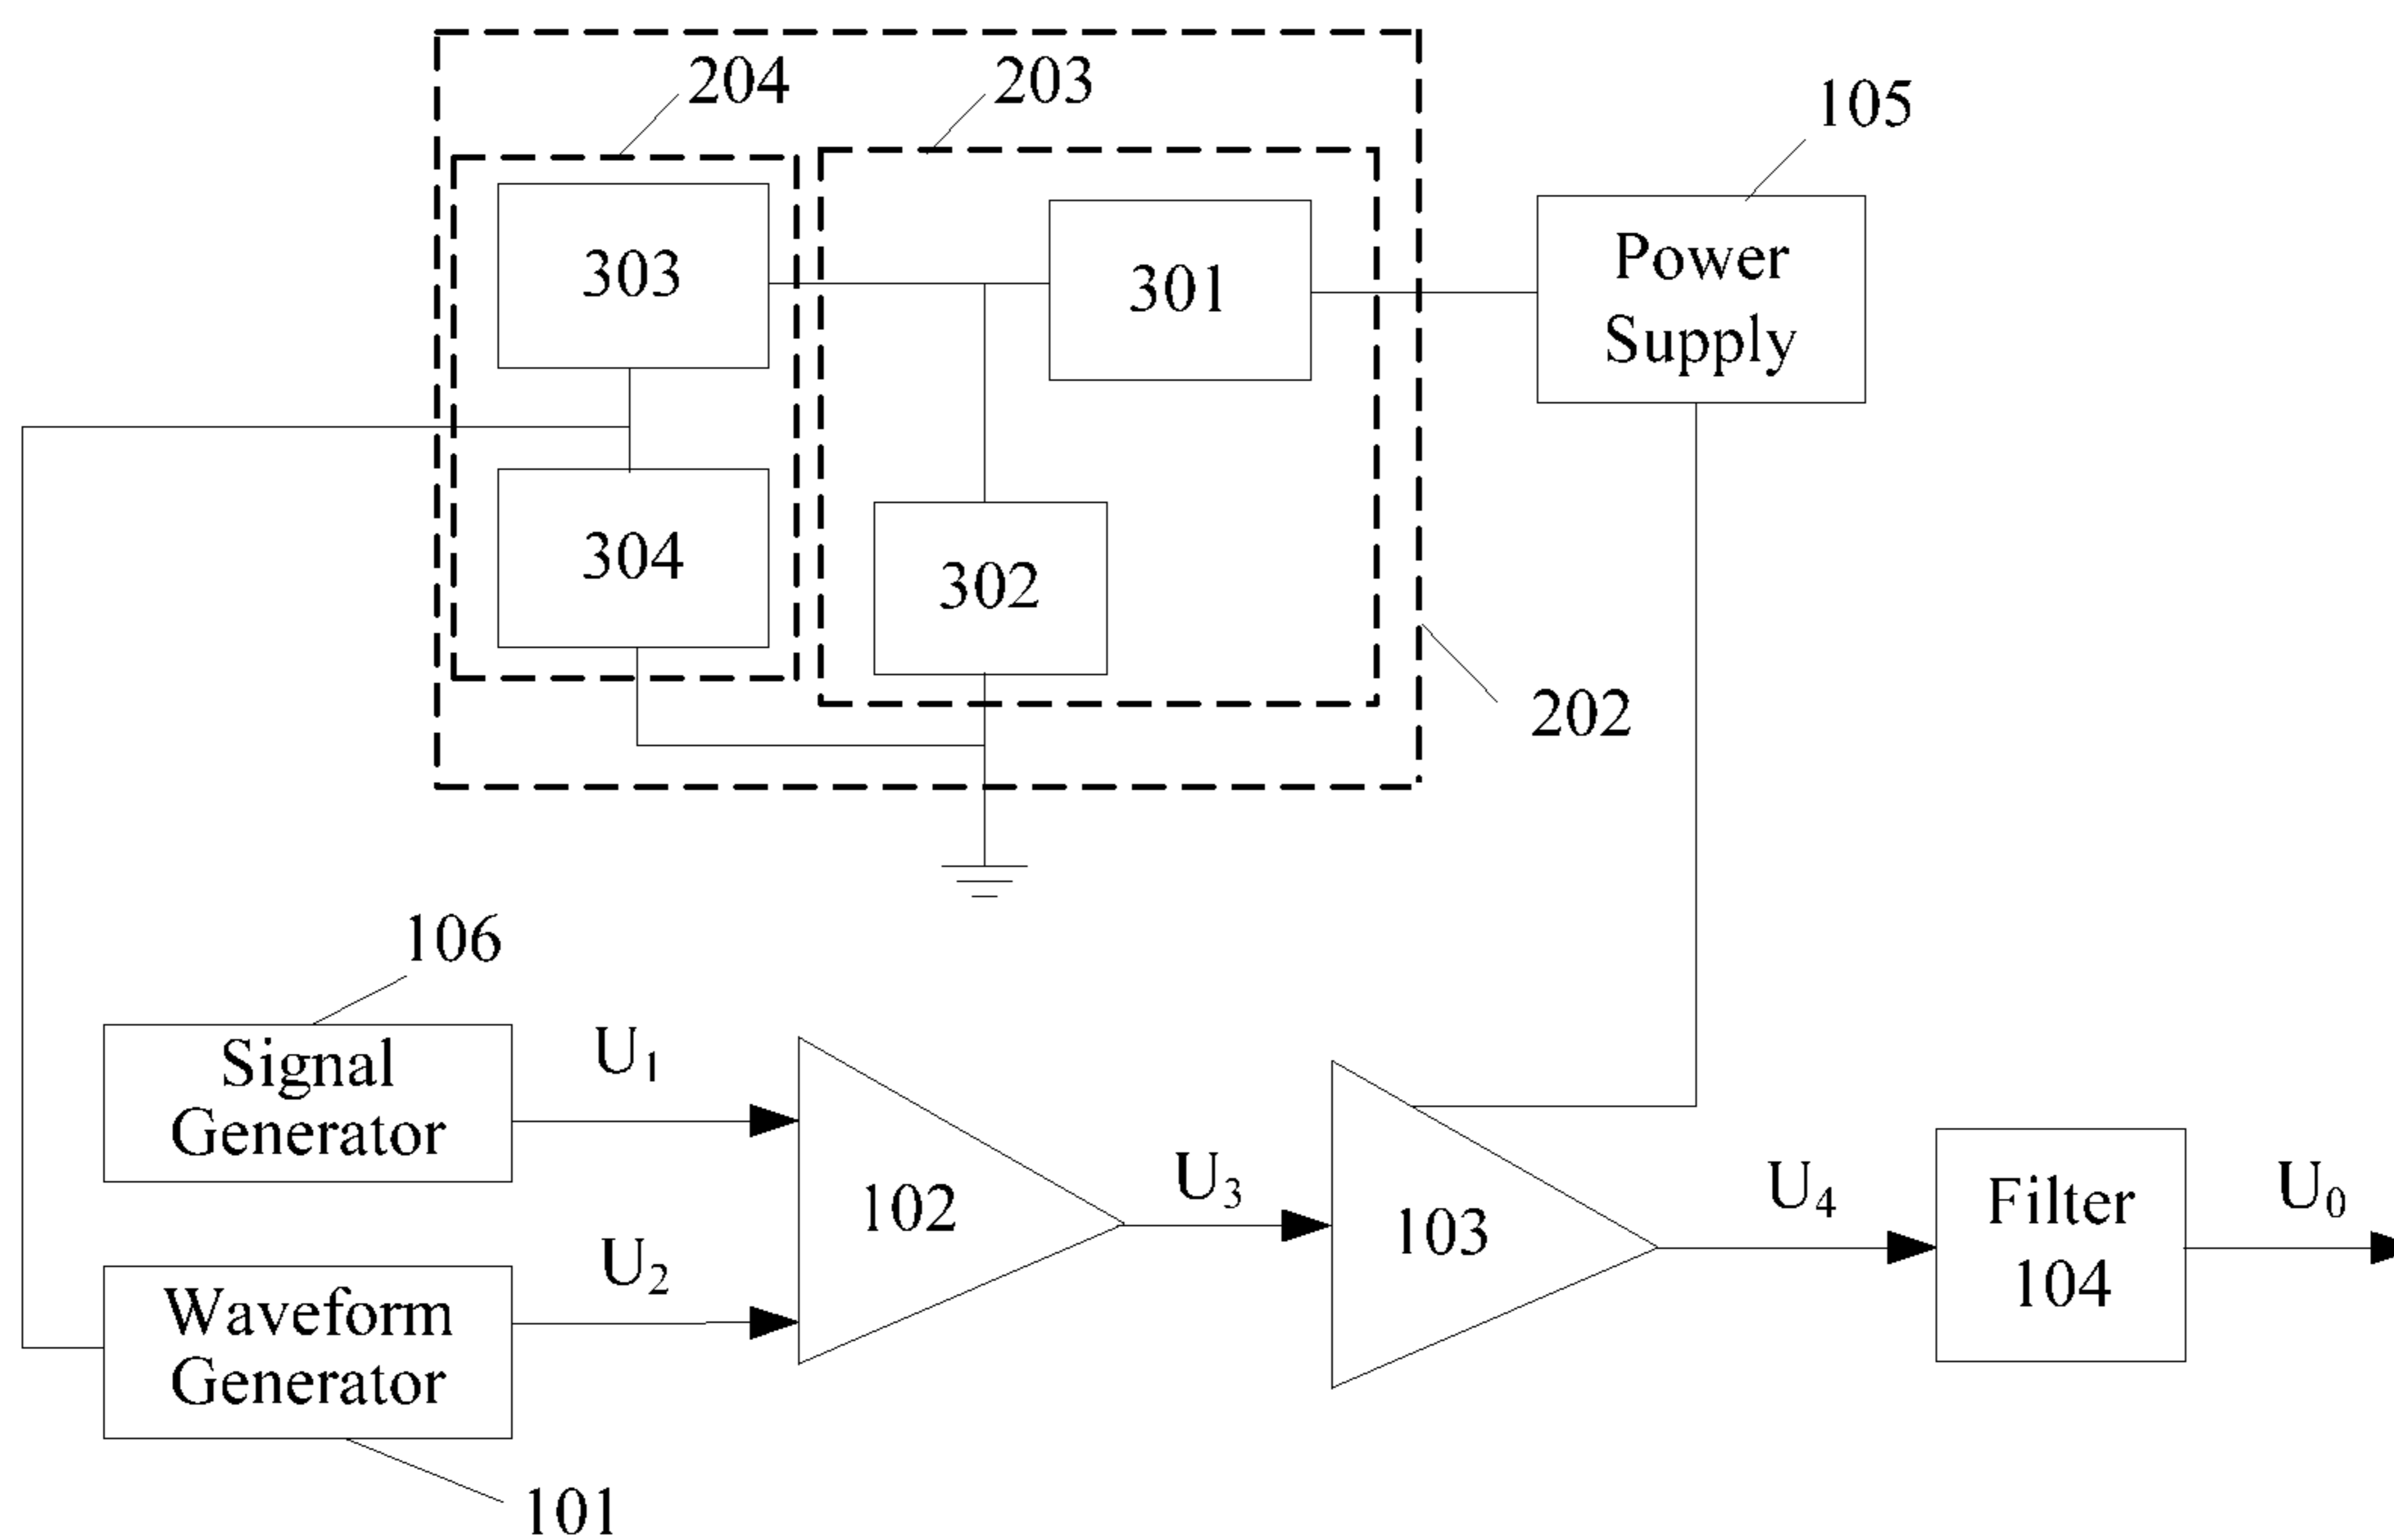 204
203
105
303
301
Power
Supply
304
302
202
106
Signal
Generator
U1
102
U3
103
U4
Filter
104
U0
U2
Waveform
Generator
101